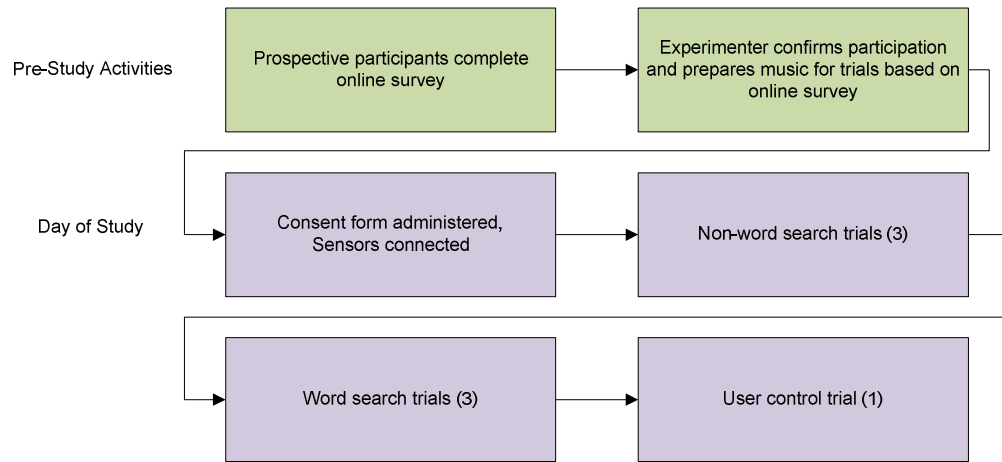 Pre-Study Activities
Prospective participants complete
online survey
Experimenter confirms participation
and prepares music for trials based on
online survey
Day of Study
Consent form administered,
Sensors connected
Non-word search trials (3)
Word search trials (3)
User control trial (1)